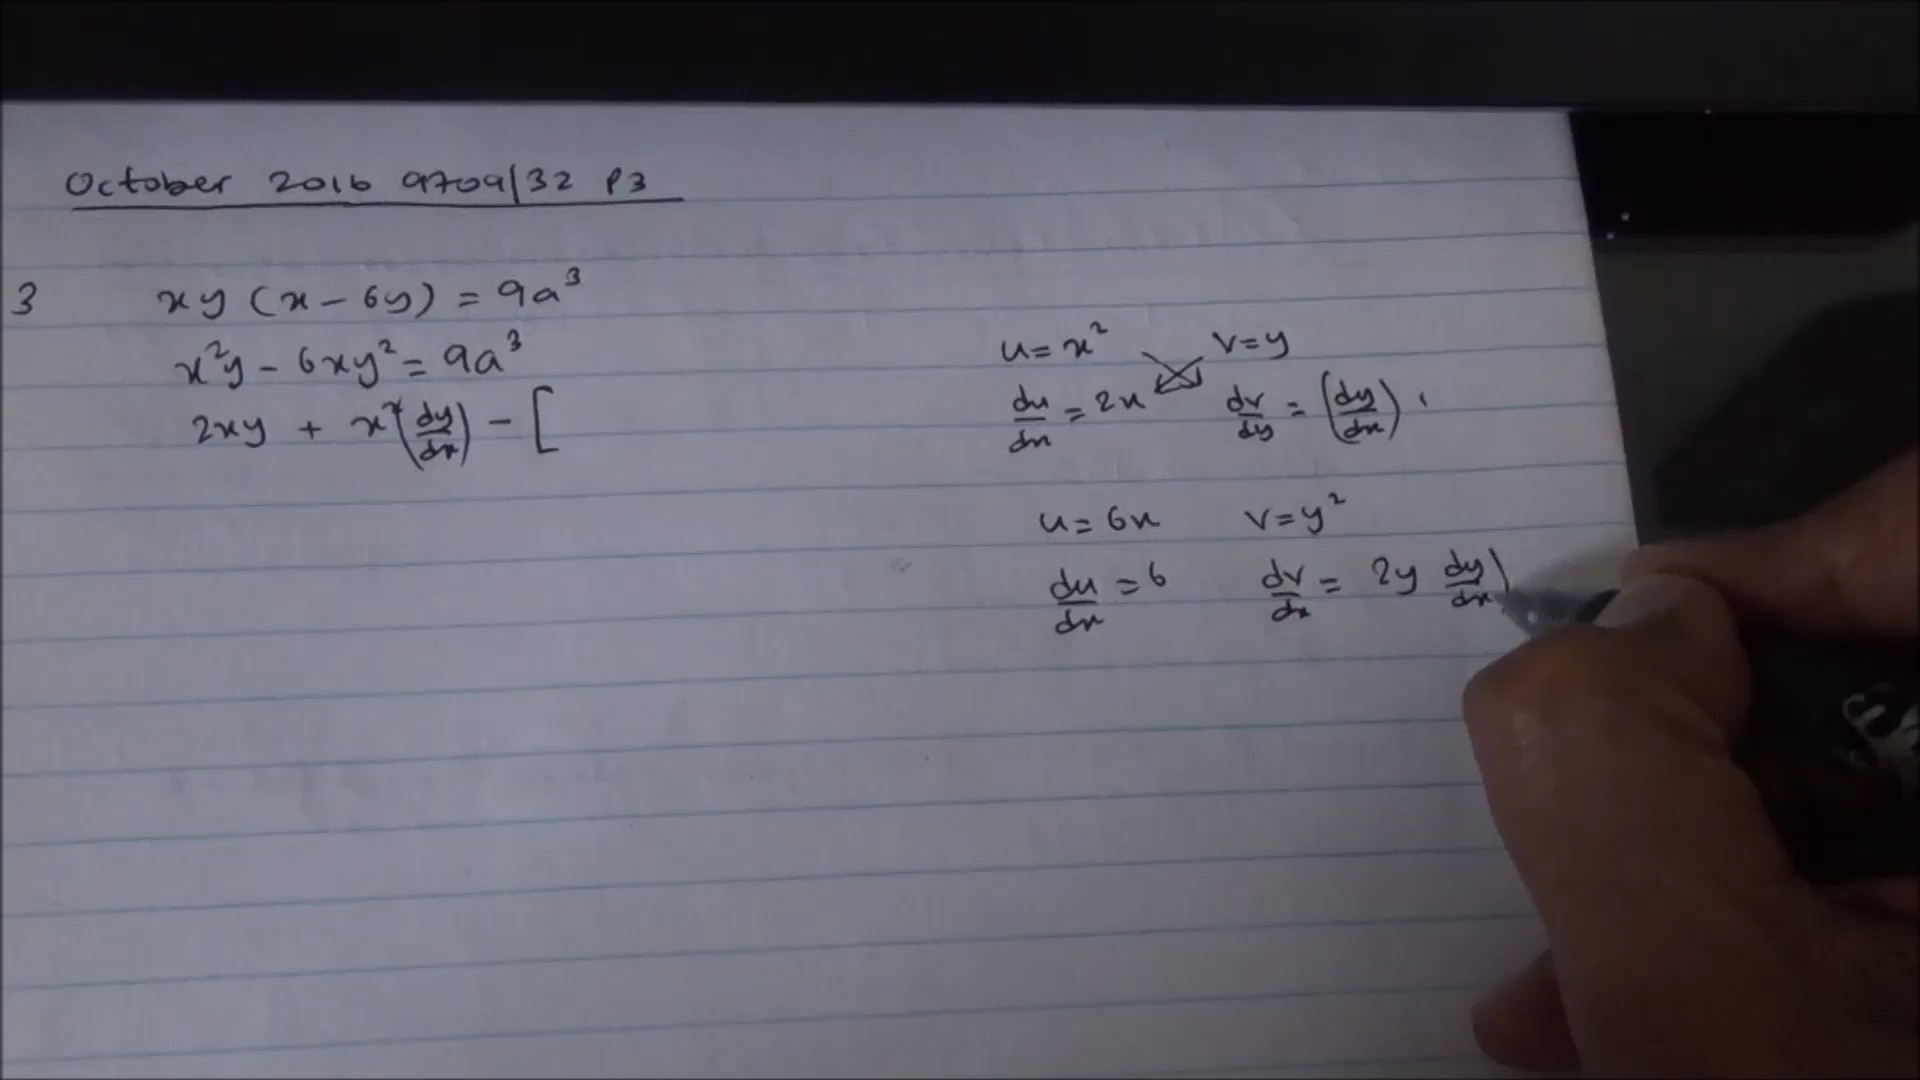 October 2016 9709/32 P3
3 xy (x - 6y) = 9a³
x²y - 6xy² = 9a³
2xy + x²(dy/dx) - [
u = x² v = y
du/dx = 2x dv/dy = (dy/dx) .
u = 6x v = y²
du/dx = 6 dv/dx = 2y dy/dx)